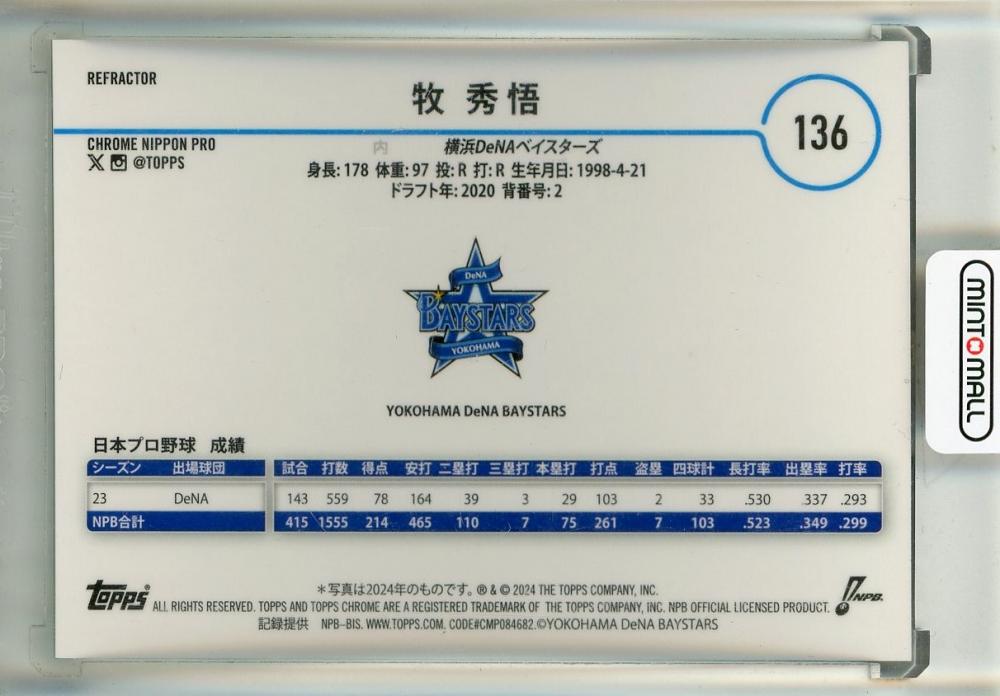 REFRACTOR
牧 秀悟
136
CHROME NIPPON PRO
@TOPPS
内 横浜DeNAベイスターズ
身長: 178 体重: 97 投: R 打: R 生年月日: 1998-4-21
ドラフト年: 2020 背番号: 2
DeNA
BAYSTARS
YOKOHAMA
YOKOHAMA DeNA BAYSTARS
日本プロ野球 成績
シーズン 出場球団 試合 打数 得点 安打 二塁打 三塁打 本塁打 打点 盗塁 四球計 長打率 出塁率 打率
23 DeNA 143 559 78 164 39 3 29 103 2 33 .530 .337 .293
NPB合計 415 1555 214 465 110 7 75 261 7 103 .523 .349 .299
Topps
＊写真は2024年のものです。 ® & © 2024 THE TOPPS COMPANY, INC.
ALL RIGHTS RESERVED. TOPPS AND TOPPS CHROME ARE A REGISTERED TRADEMARK OF THE TOPPS COMPANY, INC. NPB OFFICIAL LICENSED PRODUCT.
記録提供 NPB-BIS. WWW.TOPPS.COM. CODE#CMP084682.©YOKOHAMA DeNA BAYSTARS
NPB.
MINTOMALL